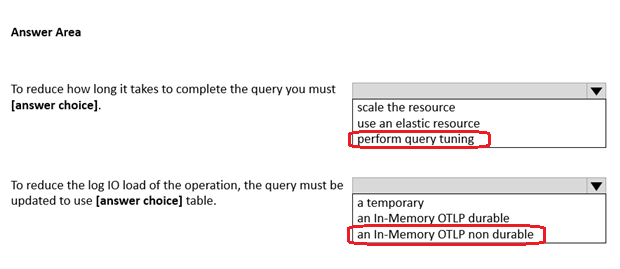 Answer Area
To reduce how long it takes to complete the query you must
[answer choice].
scale the resource
use an elastic resource
perform query tuning
To reduce the log IO load of the operation, the query must be
updated to use [answer choice] table.
a temporary
an In-Memory OTLP durable
an In-Memory OTLP non durable